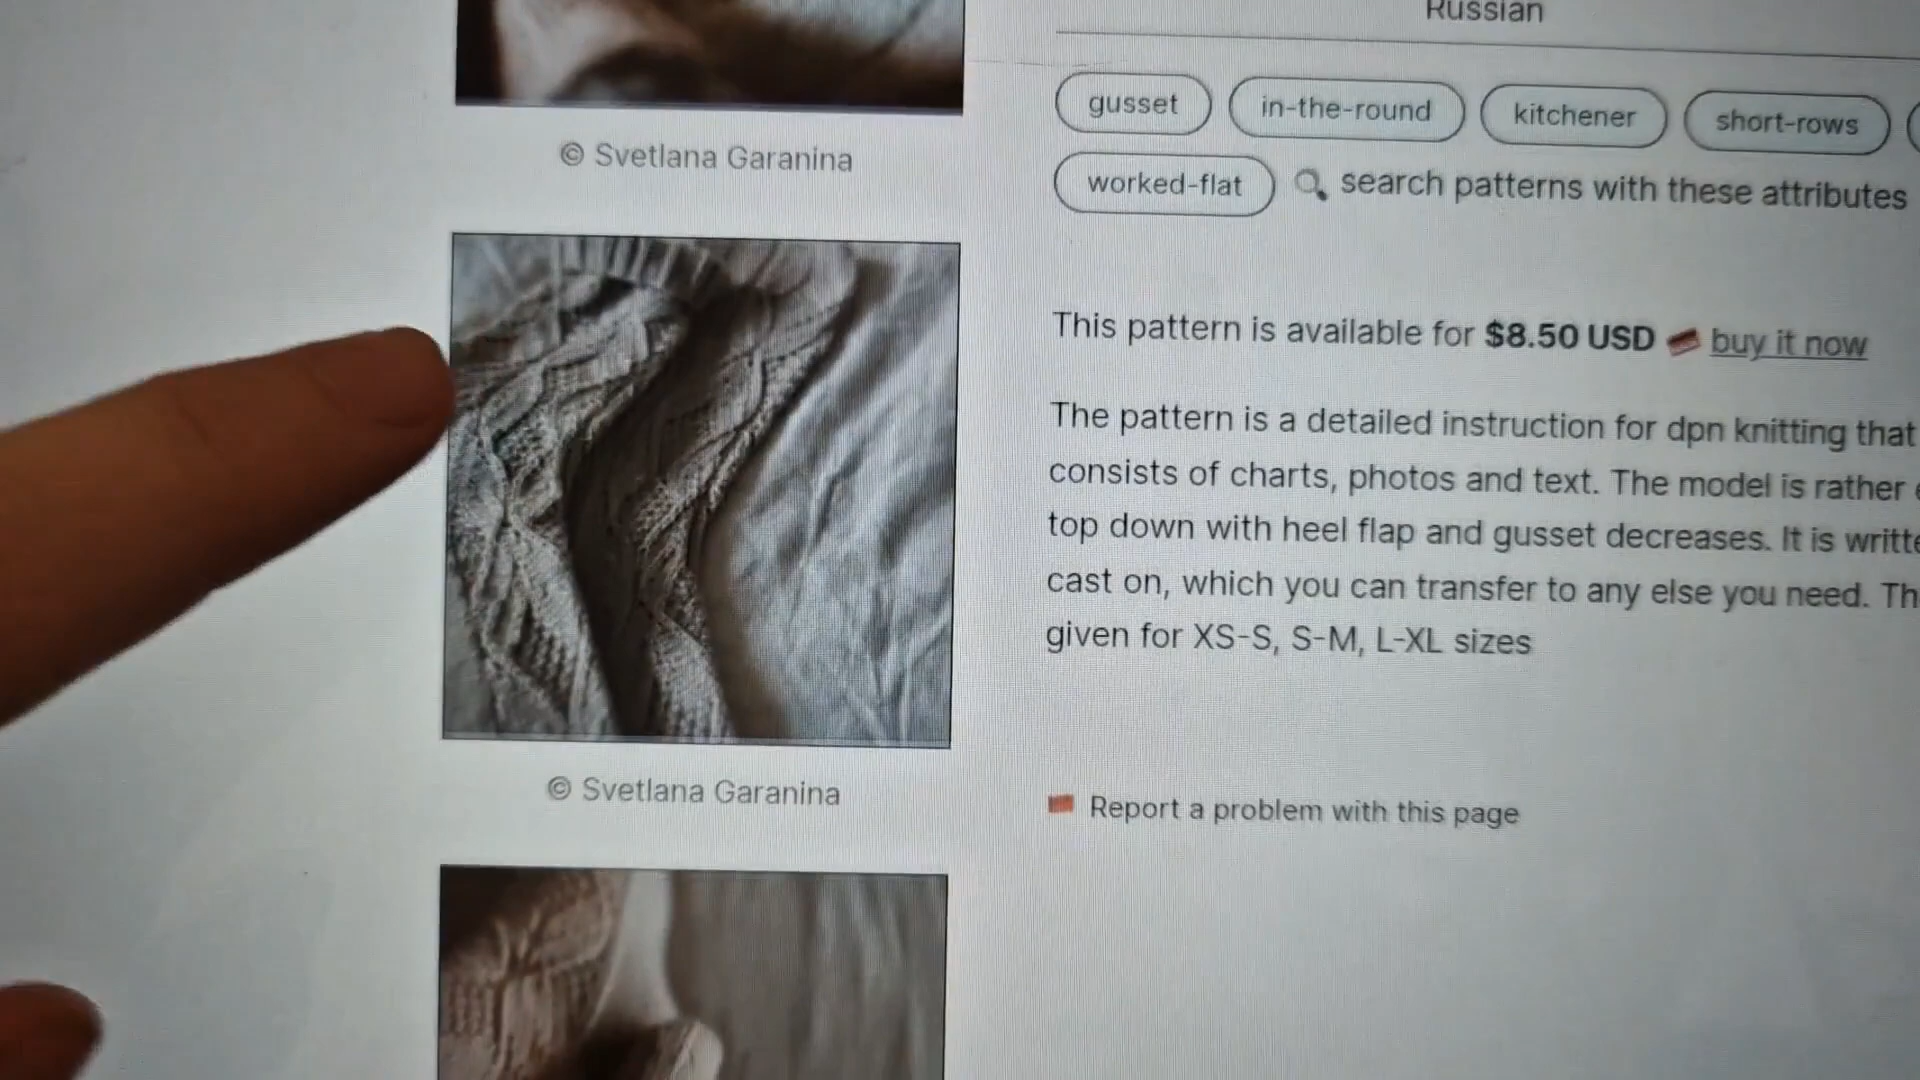 Russian
© Svetlana Garanina
gusset
in-the-round
kitchener
short-rows
worked-flat
search patterns with these attributes
This pattern is available for $8.50 USD buy it now
The pattern is a detailed instruction for dpn knitting that
consists of charts, photos and text. The model is rather
top down with heel flap and gusset decreases. It is
cast on, which you can transfer to any else you need.
given for XS-S, S-M, L-XL sizes
© Svetlana Garanina
Report a problem with this page